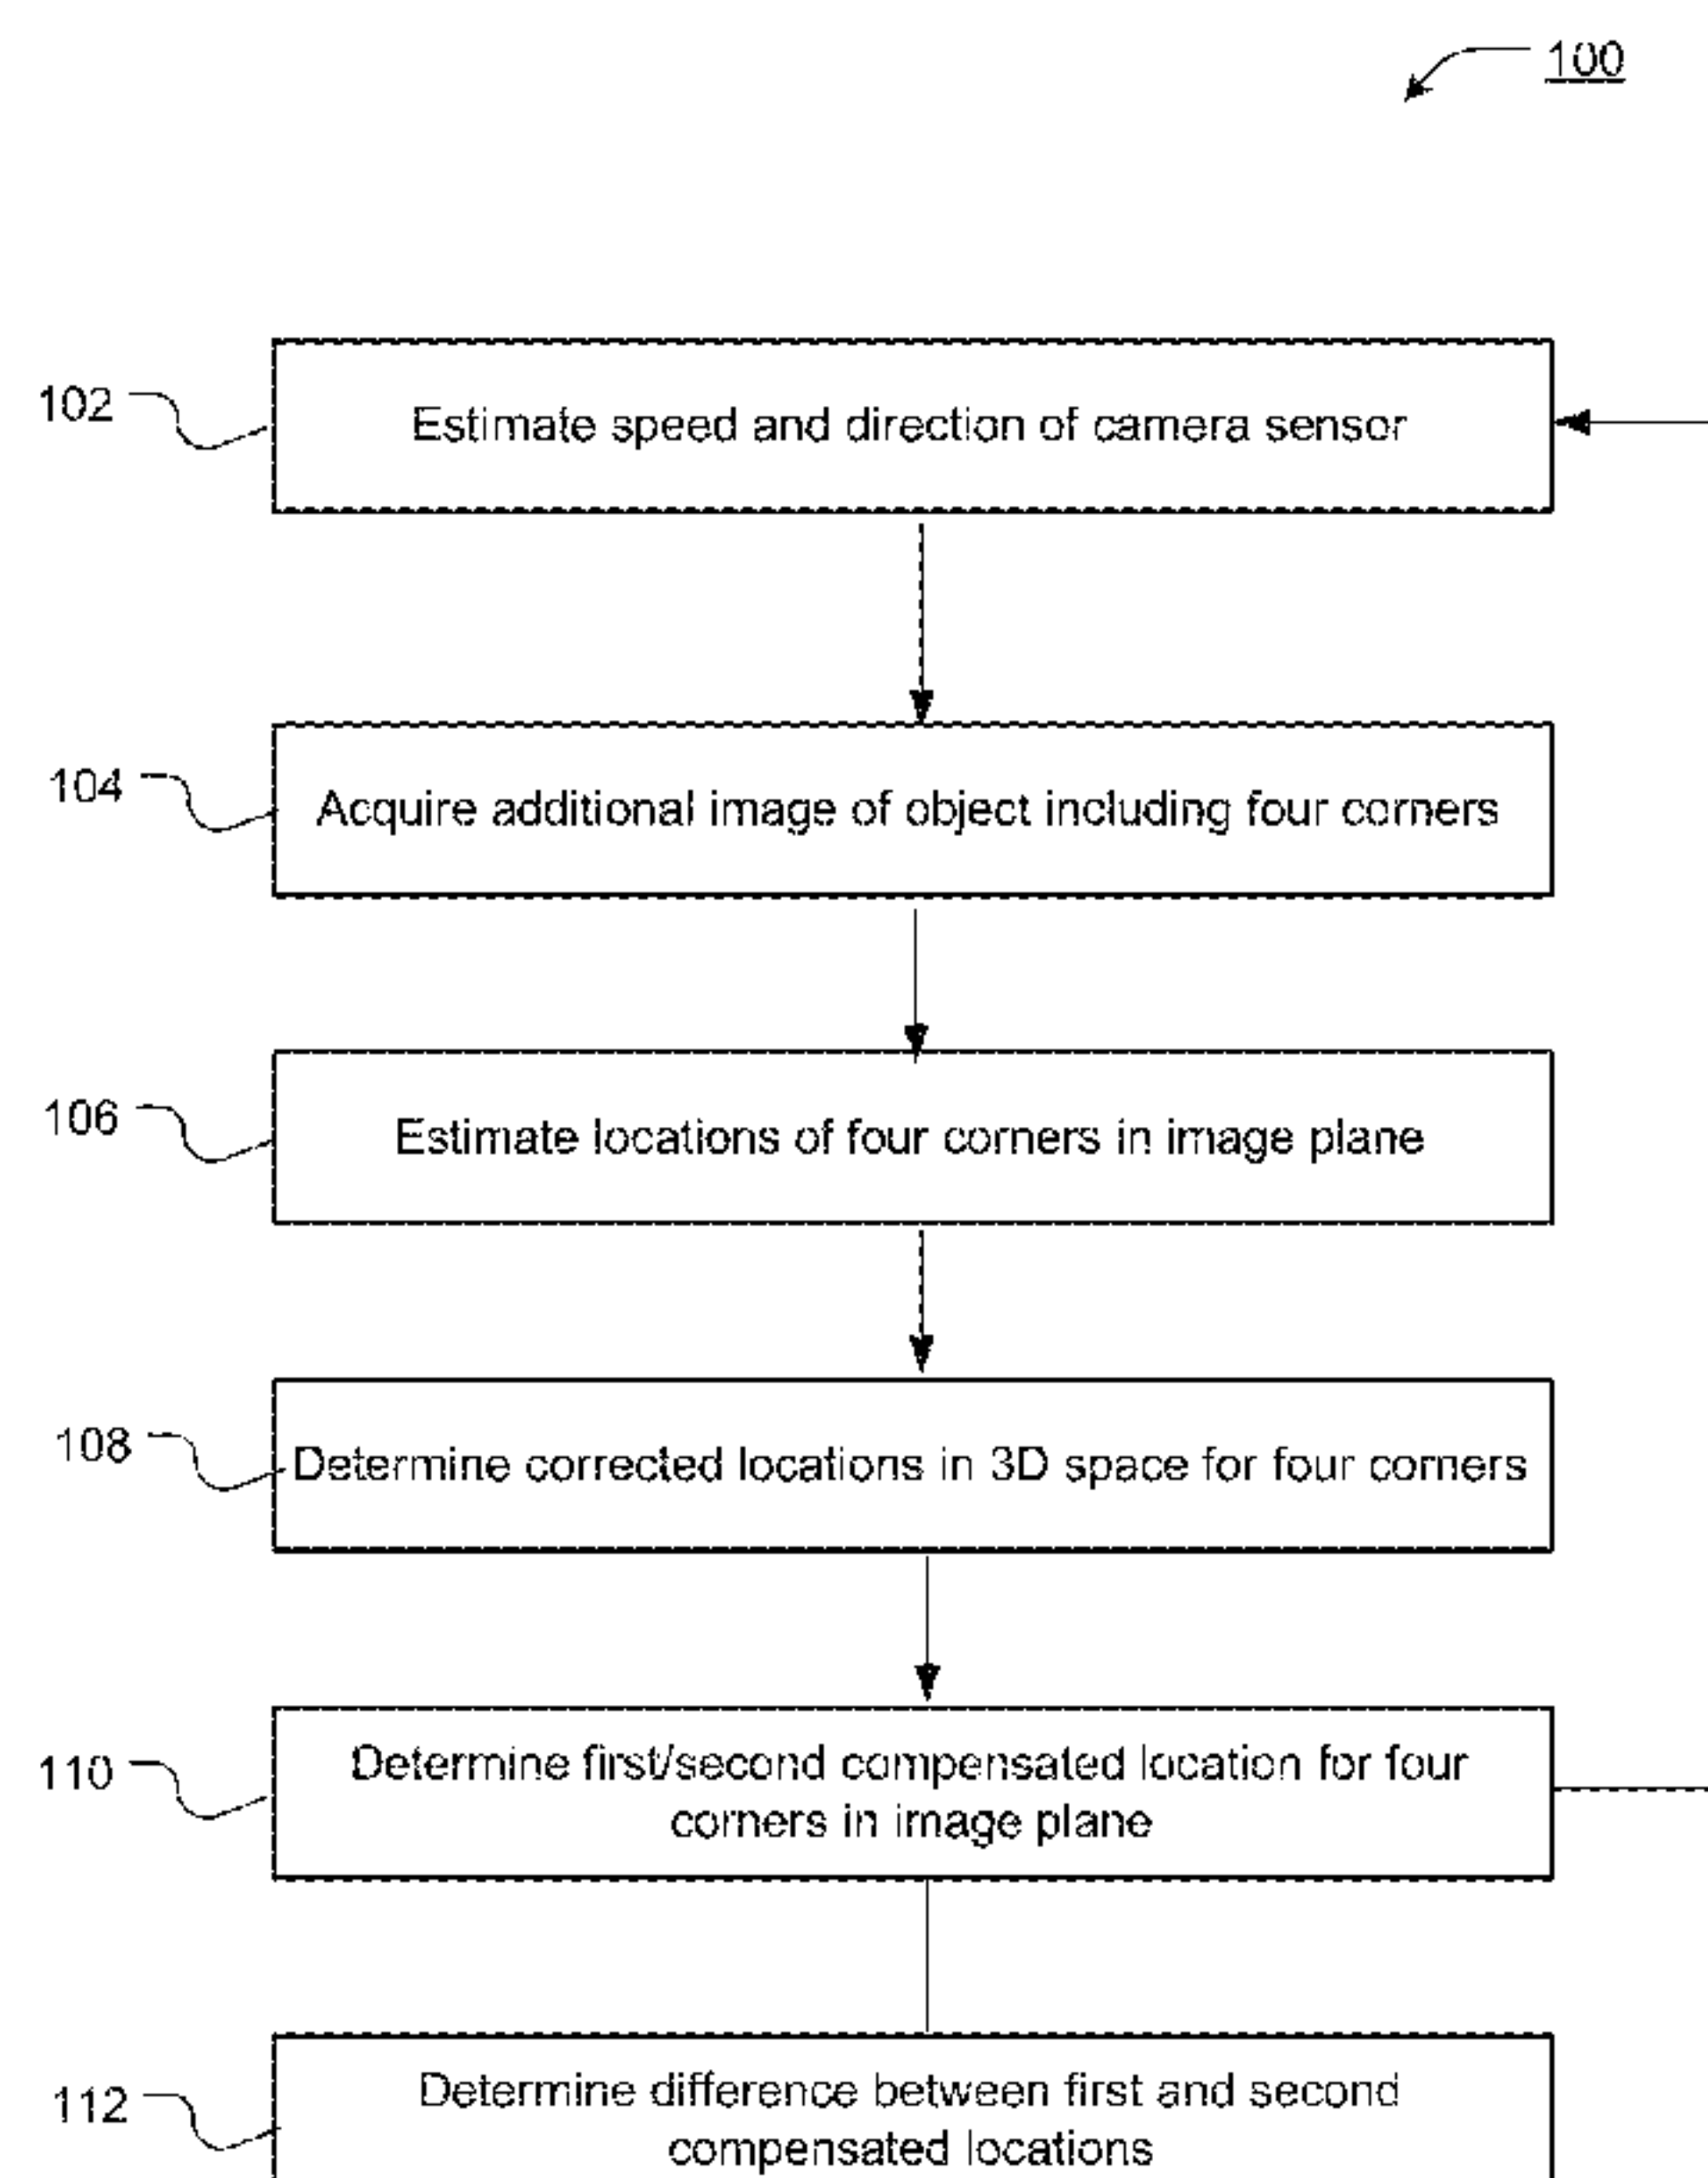 100
102
Estimate speed and direction of camera sensor
104
Acquire additional image of object including four corners
106
Estimate locations of four corners in image plane
108
Determine corrected locations in 3D space for four corners
110
Determine first/second compensated location for four
corners in image plane
112
Determine difference between first and second
compensated locations